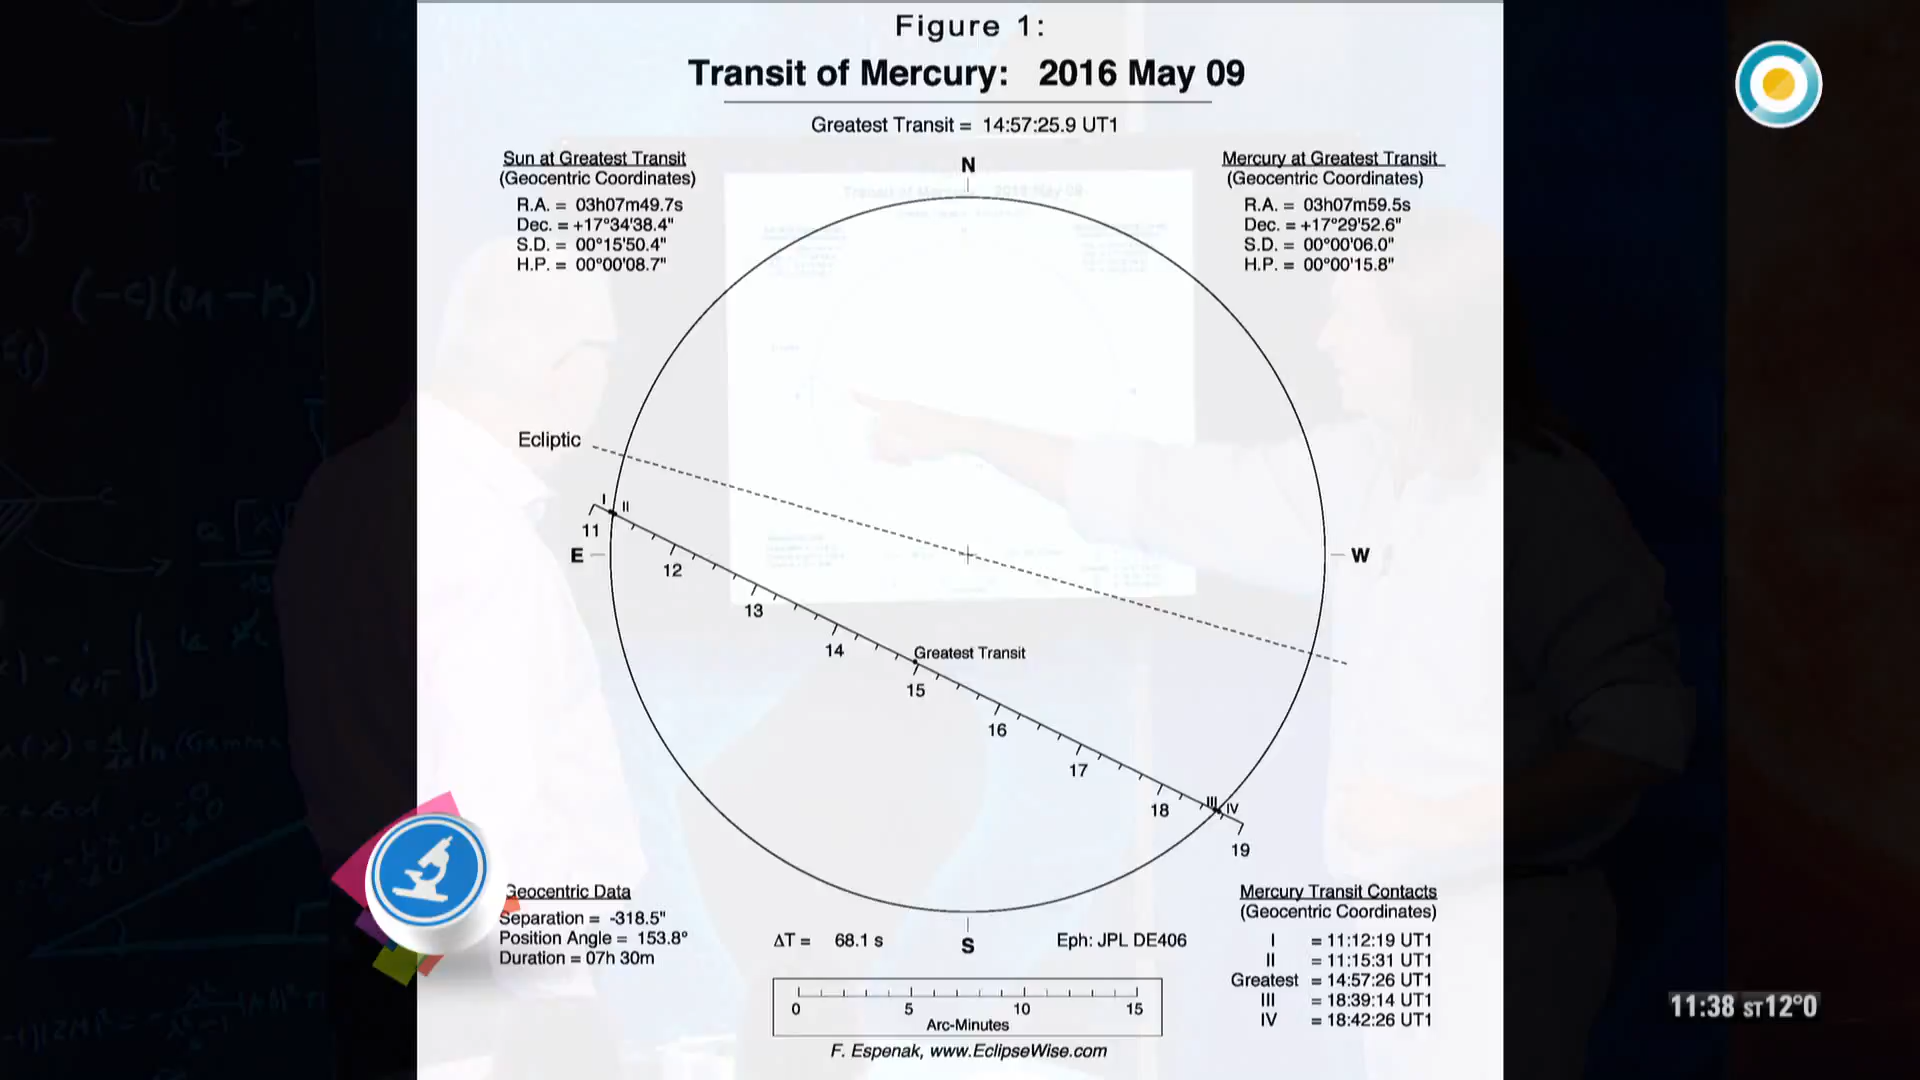 Figure 1:
Transit of Mercury: 2016 May 09
Greatest Transit = 14:57:25.9 UT1
Sun at Greatest Transit
(Geocentric Coordinates)
R.A. = 03h07m49.7s
Dec. = +17°34'38.4"
S.D. = 00°15'50.4"
H.P. = 00°00'08.7"
N
Mercury at Greatest Transit
(Geocentric Coordinates)
R.A. = 03h07m59.5s
Dec. = +17°29'52.6"
S.D. = 00°00'06.0"
H.P. = 00°00'15.8"
Ecliptic
I
II
11
E
W
12
13
14
Greatest Transit
15
16
17
18
III
IV
19
Geocentric Data
Separation = -318.5"
Position Angle = 153.8°
Duration = 07h 30m
ΔT = 68.1 s
S
Eph: JPL DE406
0 5 10 15
Arc-Minutes
F. Espenak, www.EclipseWise.com
Mercury Transit Contacts
(Geocentric Coordinates)
I = 11:12:19 UT1
II = 11:15:31 UT1
Greatest = 14:57:26 UT1
III = 18:39:14 UT1
IV = 18:42:26 UT1
11:38 ST12°0